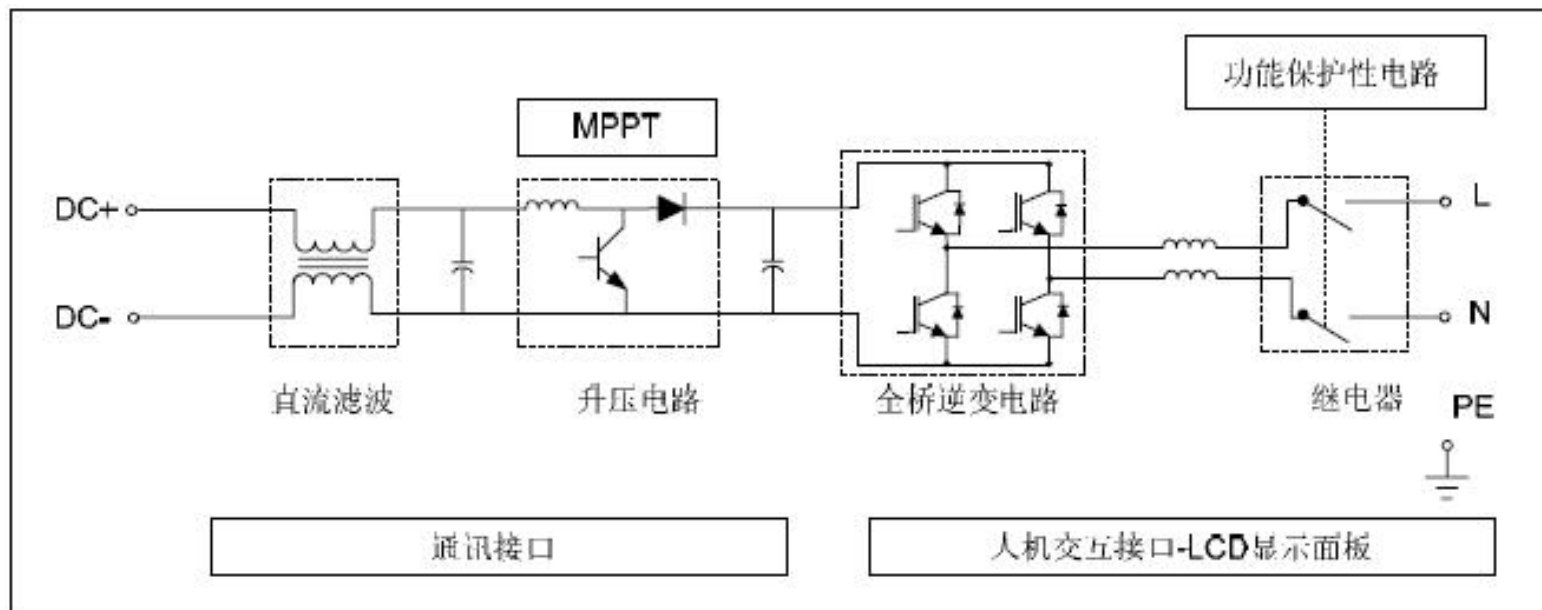 功能保护性电路
MPPT
DC+
L
DC-
N
直流滤波
升压电路
全桥逆变电路
继电器
PE
通讯接口
人机交互接口-LCD显示面板